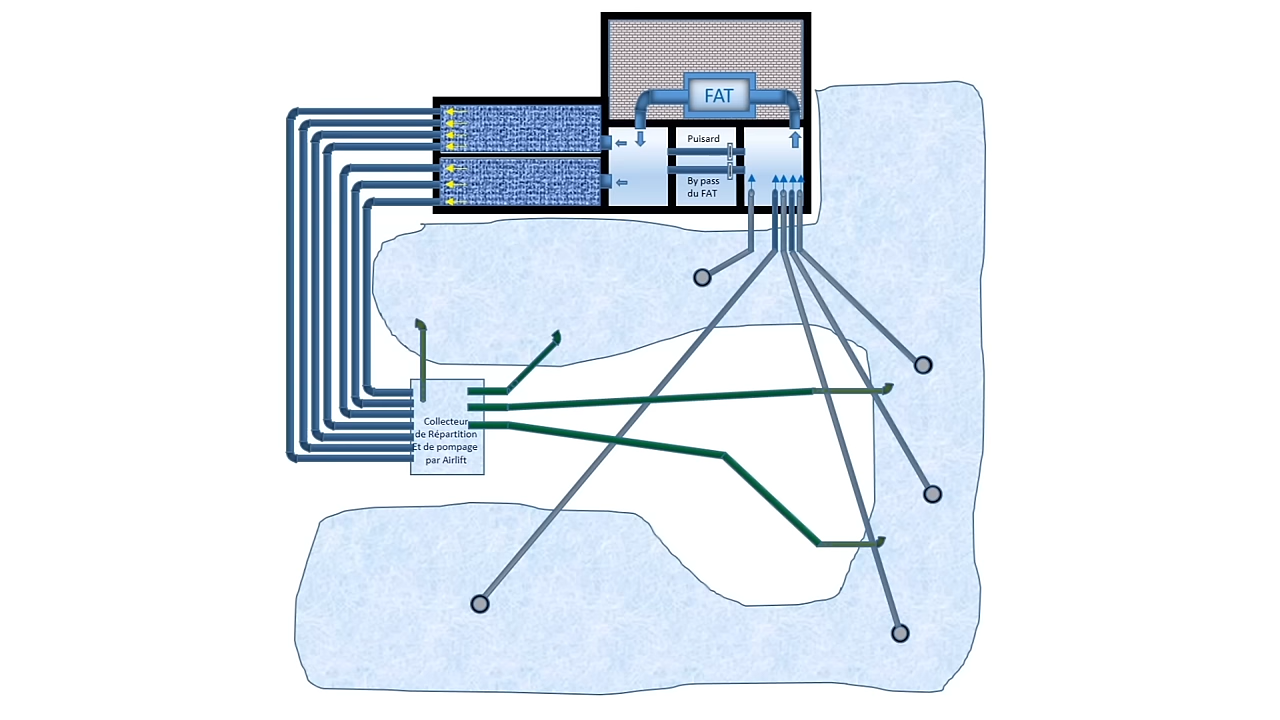 FAT
Puisard
By pass
du FAT
Collecteur
de Répartition
Et de pompage
par Airlift